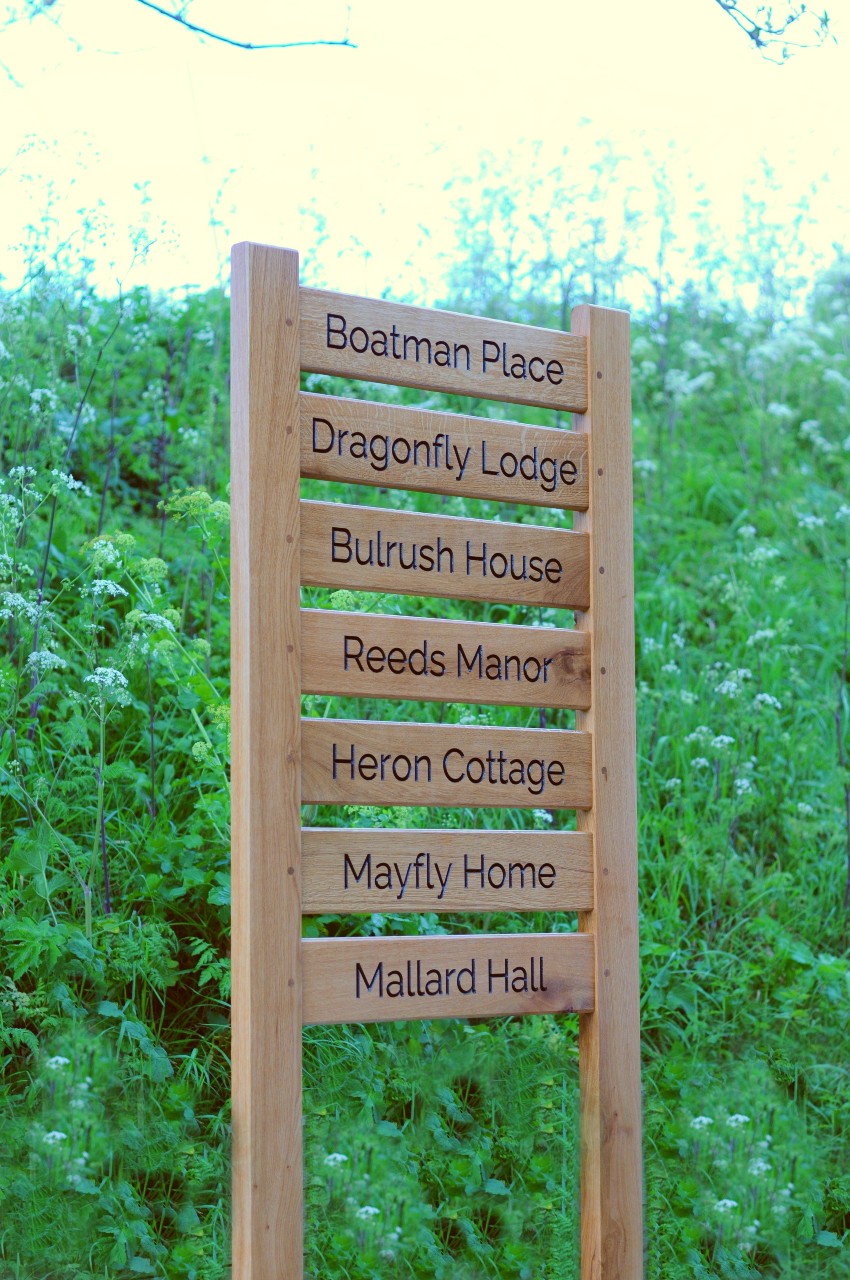 Boatman Place
Dragonfly Lodge
Bulrush House
Reeds Manor
Heron Cottage
Mayfly Home
Mallard Hall